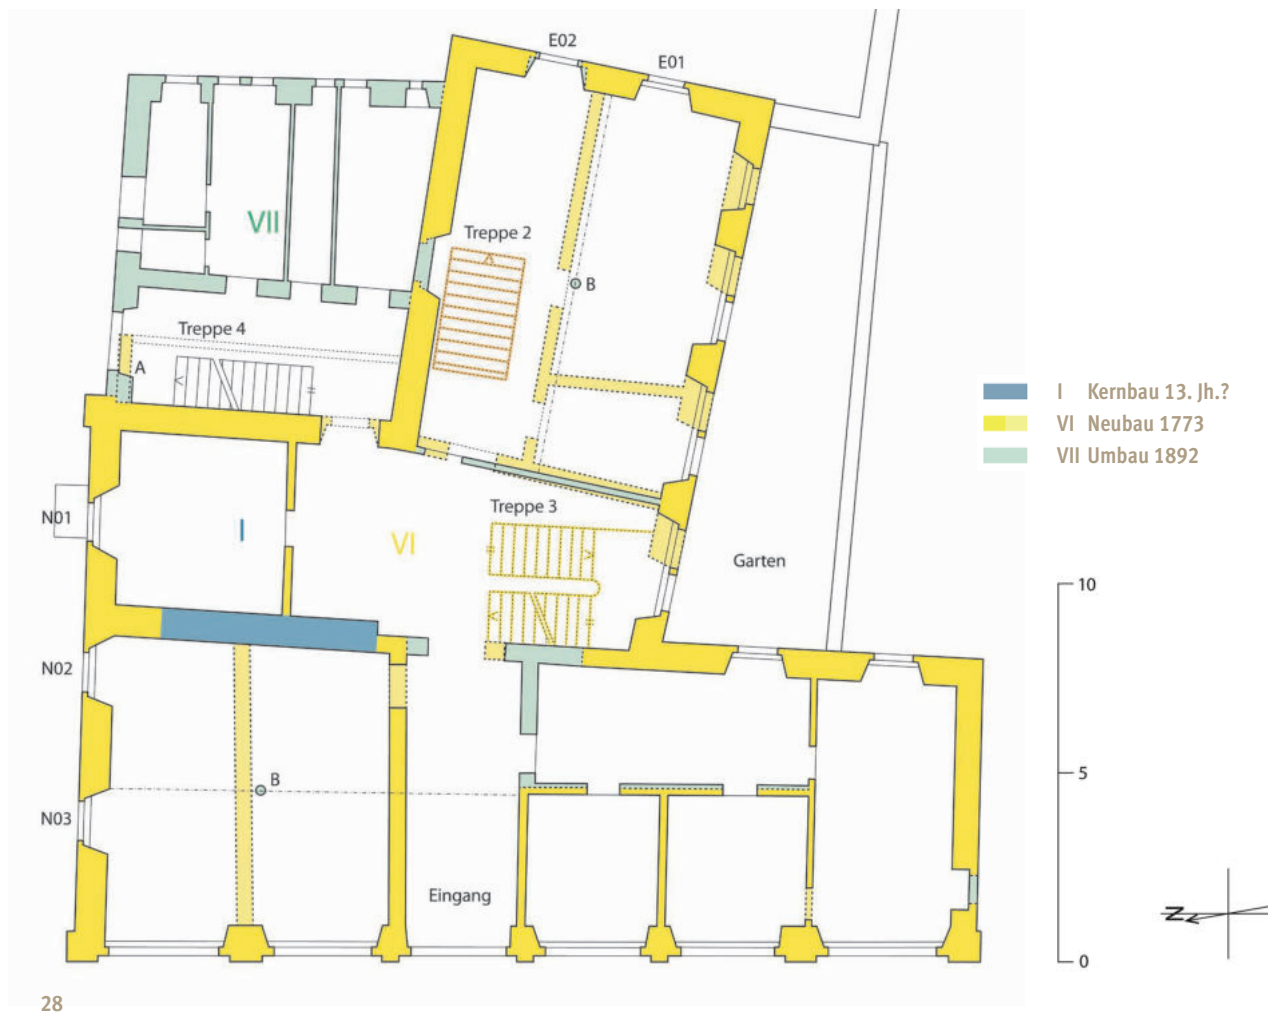 E02
E01
VII
Treppe 2
B
Treppe 4
A
I Kernbau 13. Jh.?
VI Neubau 1773
VII Umbau 1892
N01
I
VI
Treppe 3
Garten
10
N02
5
B
N03
Eingang
N
0
28